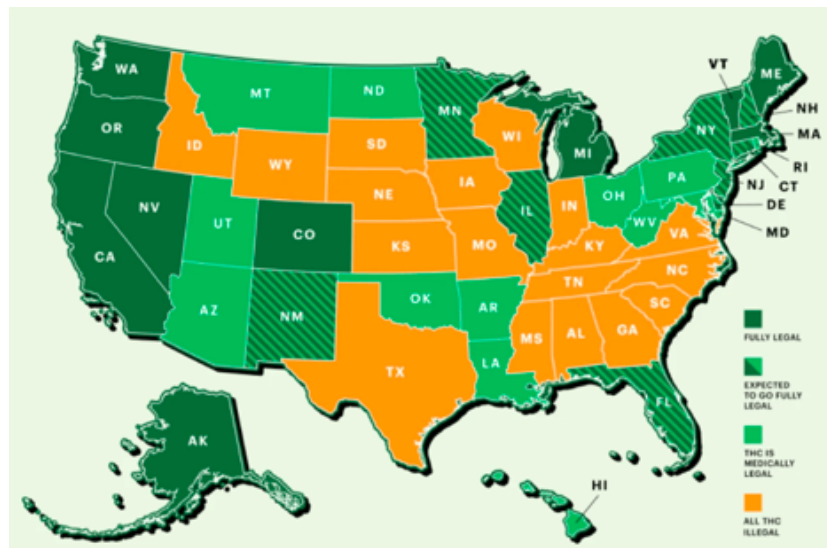 VT
WA
ME
MT
ND
MN
NH
OR
NY
MA
ID
SD
WI
MI
WY
RI
IA
PA
NJ
CT
NE
OH
NV
IL
IN
DE
UT
WV
CO
VA
MD
CA
KS
MO
KY
NC
TN
OK
AZ
AR
SC
NM
MS
AL
GA
FULLY LEGAL
LA
TX
EXPECTED
TO GO FULLY
LEGAL
FL
AK
THC IS
MEDICALLY
LEGAL
HI
ALL THC
ILLEGAL